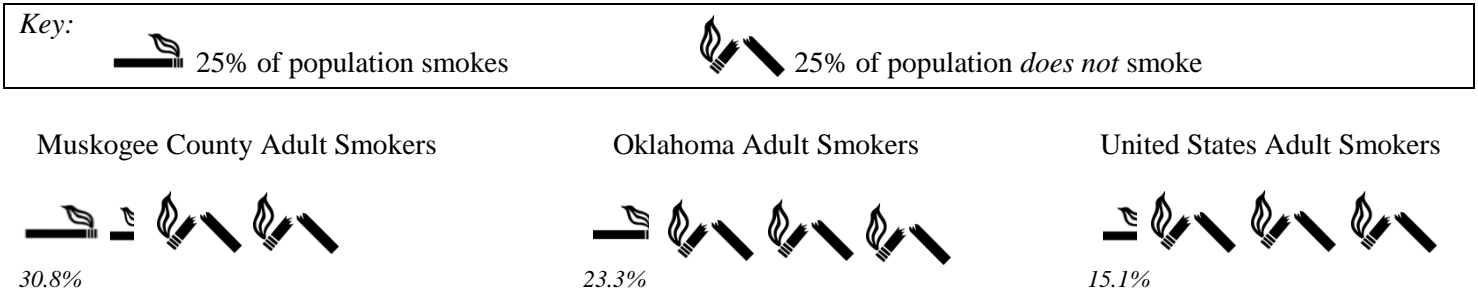 Key:
25% of population smokes 25% of population does not smoke
Muskogee County Adult Smokers Oklahoma Adult Smokers United States Adult Smokers
30.8% 23.3% 15.1%